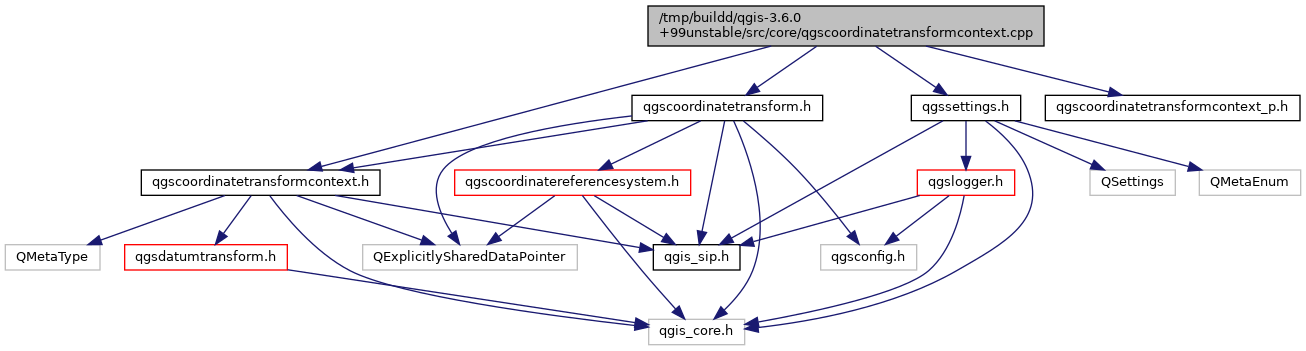 /tmp/buildd/qgis-3.6.0
+99unstable/src/core/qgscoordinatetransformcontext.cpp
qgscoordinatetransform.h
qgssettings.h
qgscoordinatetransformcontext_p.h
qgscoordinatetransformcontext.h
qgscoordinatereferencesystem.h
qgslogger.h
QSettings
QMetaEnum
QMetaType
qgsdatumtransform.h
QExplicitlySharedDataPointer
qgis_sip.h
qgsconfig.h
qgis_core.h